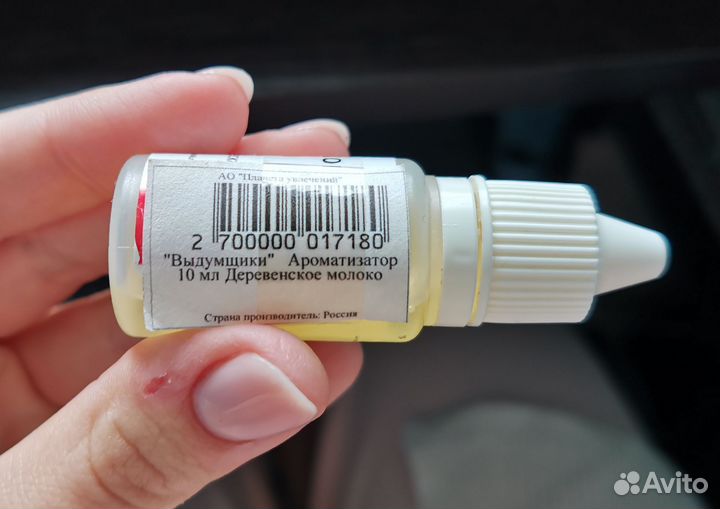 АО "Планета увлечений"
2 700000 017180
"Выдумщики" Ароматизатор
10 мл Деревенское молоко
Страна производитель: Россия
Avito